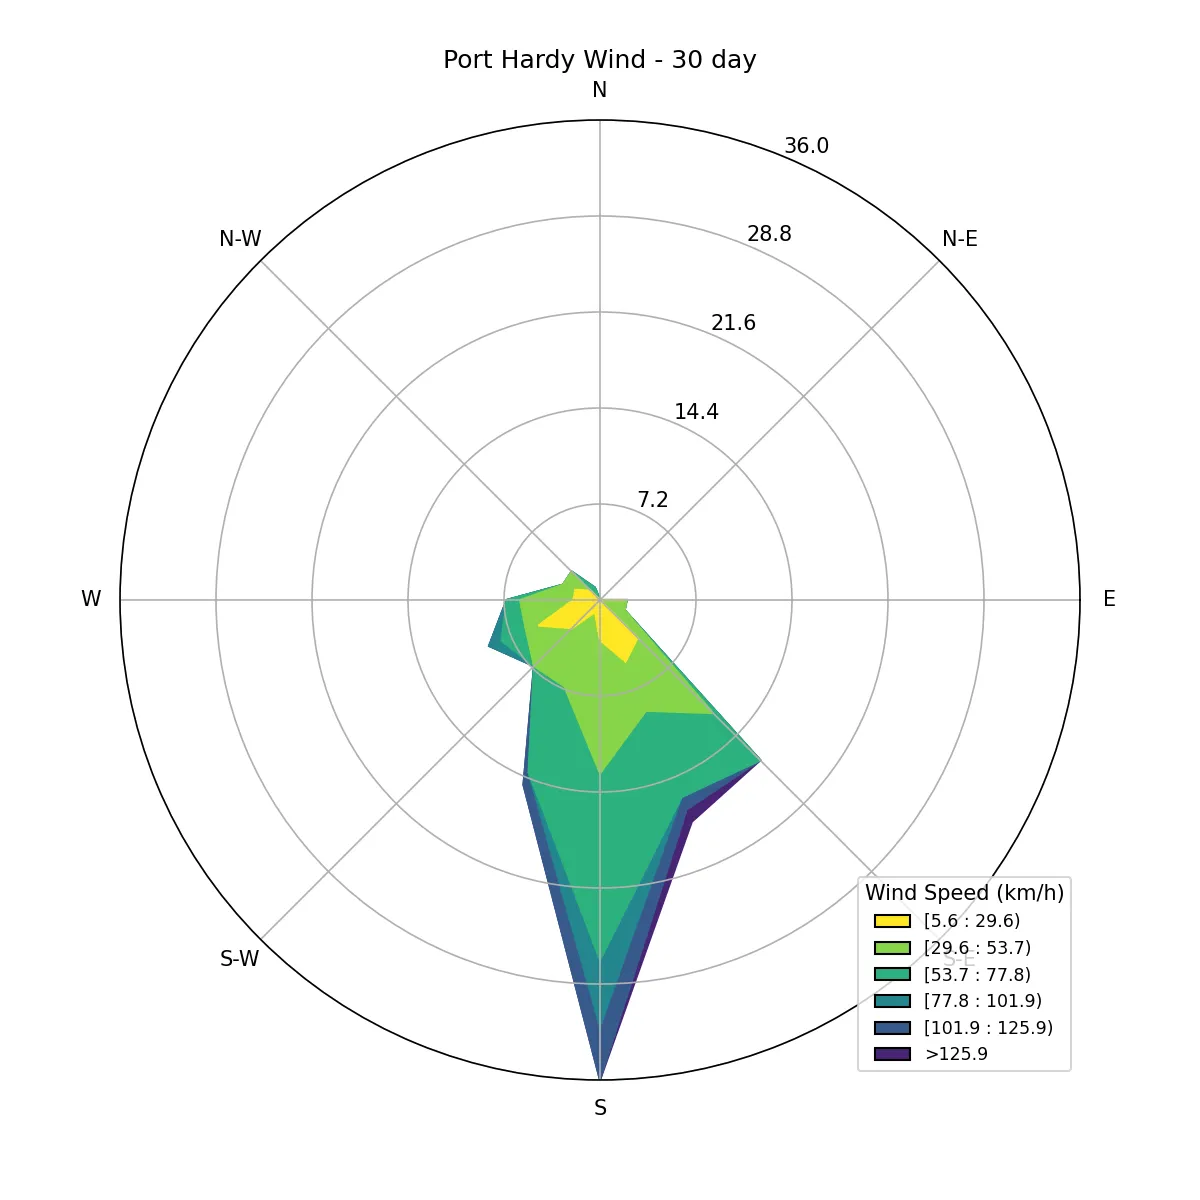 Port Hardy Wind - 30 day
N
36.0
N-W
28.8
N-E
21.6
14.4
7.2
W
E
S-W
S-E
Wind Speed (km/h)
[5.6 : 29.6)
[29.6 : 53.7)
[53.7 : 77.8)
[77.8 : 101.9)
[101.9 : 125.9)
>125.9
S